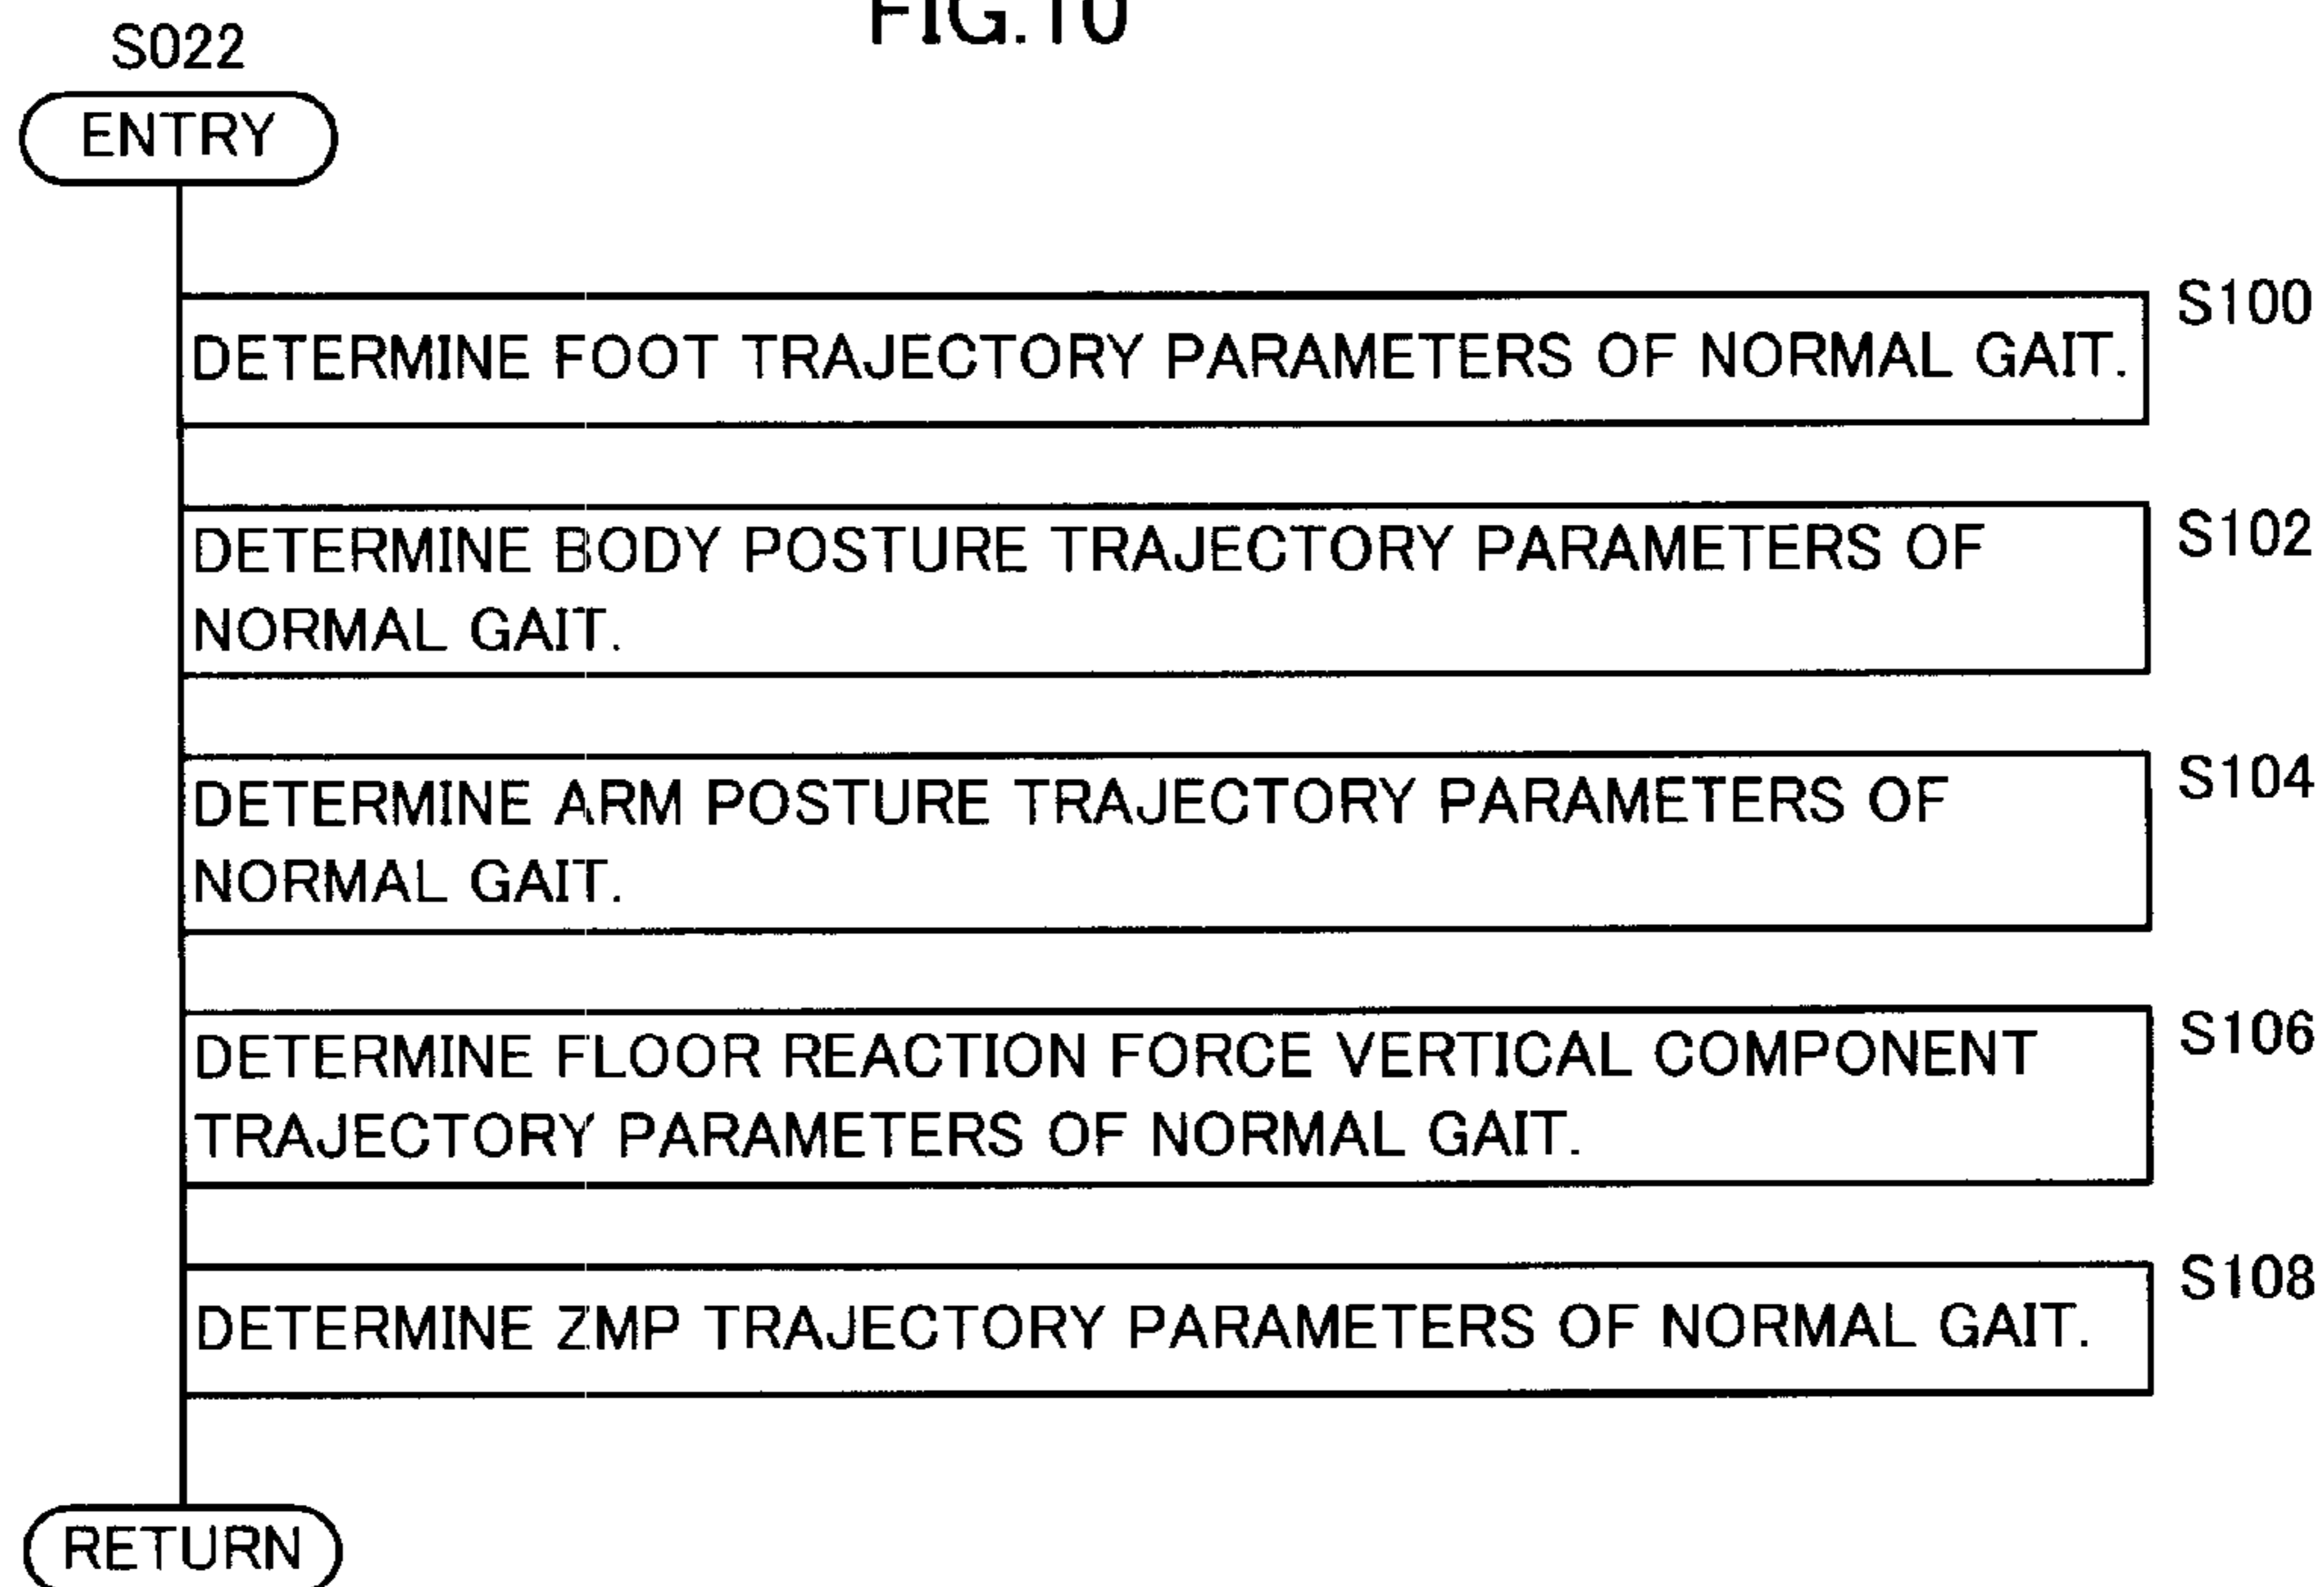 FIG.10
S022
ENTRY
S100
DETERMINE FOOT TRAJECTORY PARAMETERS OF NORMAL GAIT.
S102
DETERMINE BODY POSTURE TRAJECTORY PARAMETERS OF
NORMAL GAIT.
S104
DETERMINE ARM POSTURE TRAJECTORY PARAMETERS OF
NORMAL GAIT.
S106
DETERMINE FLOOR REACTION FORCE VERTICAL COMPONENT
TRAJECTORY PARAMETERS OF NORMAL GAIT.
S108
DETERMINE ZMP TRAJECTORY PARAMETERS OF NORMAL GAIT.
RETURN